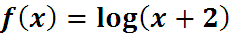 f(x) = log(x + 2)